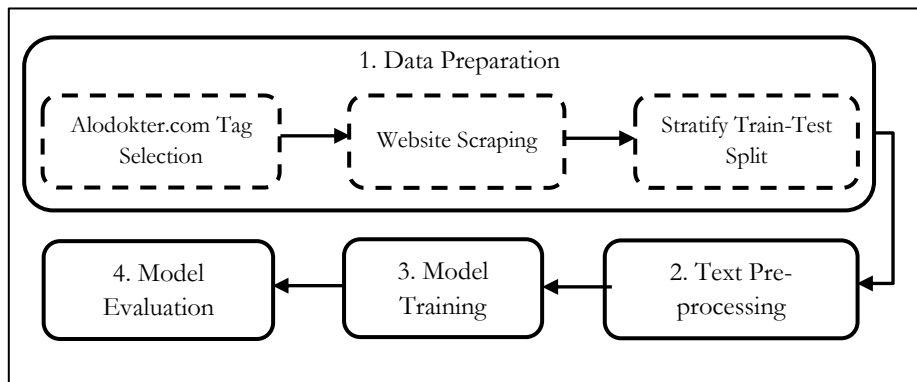 1. Data Preparation
Alodokter.com Tag
Selection
Website Scraping
Stratify Train-Test
Split
2. Text Pre-
processing
3. Model
Training
4. Model
Evaluation